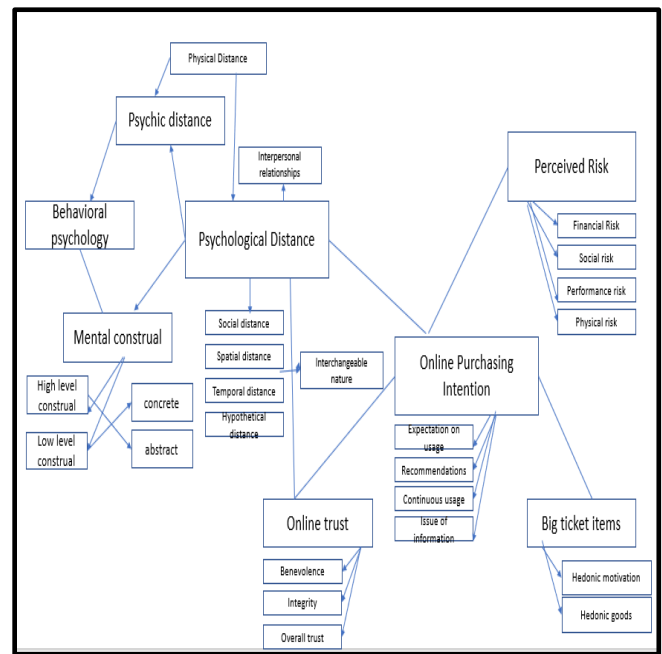 Physical Distance
Psychic distance
Interpersonal
relationships
Perceived Risk
Behavioral
psychology
Psychological Distance
Financial Risk
Social risk
Performance risk
Physical risk
Mental construal
Social distance
Spatial distance
Temporal distance
Hypothetical
distance
Interchangeable
nature
Online Purchasing
Intention
High level
construal
concrete
Low level
construal
abstract
Expectation on
usage
Recommendations
Continuous usage
Issue of
information
Online trust
Big ticket items
Benevolence
Integrity
Overall trust
Hedonic motivation
Hedonic goods